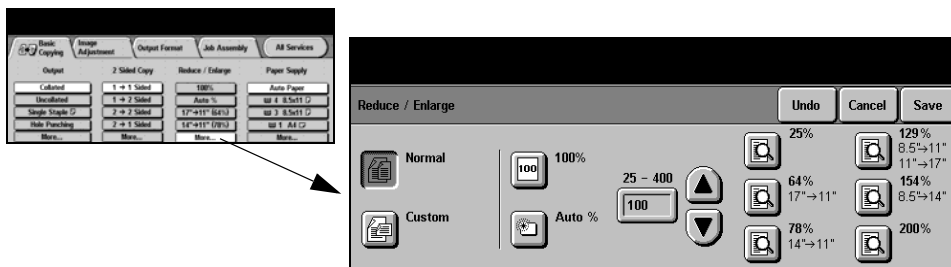 Basic Copying
Image Adjustment
Output Format
Job Assembly
All Services
Output
2 Sided Copy
Reduce / Enlarge
Paper Supply
Collated
1 → 1 Sided
100%
Auto Paper
Uncollated
1 → 2 Sided
Auto %
4 8.5x11
Single Staple
2 → 2 Sided
17"→11" (64%)
3 8.5x11
Hole Punching
2 → 1 Sided
14"→11" (78%)
1 A4
More...
More...
More...
More...
Reduce / Enlarge
Undo
Cancel
Save
Normal
Custom
100
100%
Auto %
25 - 400
100
25%
64%
17"→11"
78%
14"→11"
129%
8.5"→11"
11"→17"
154%
8.5"→14"
200%